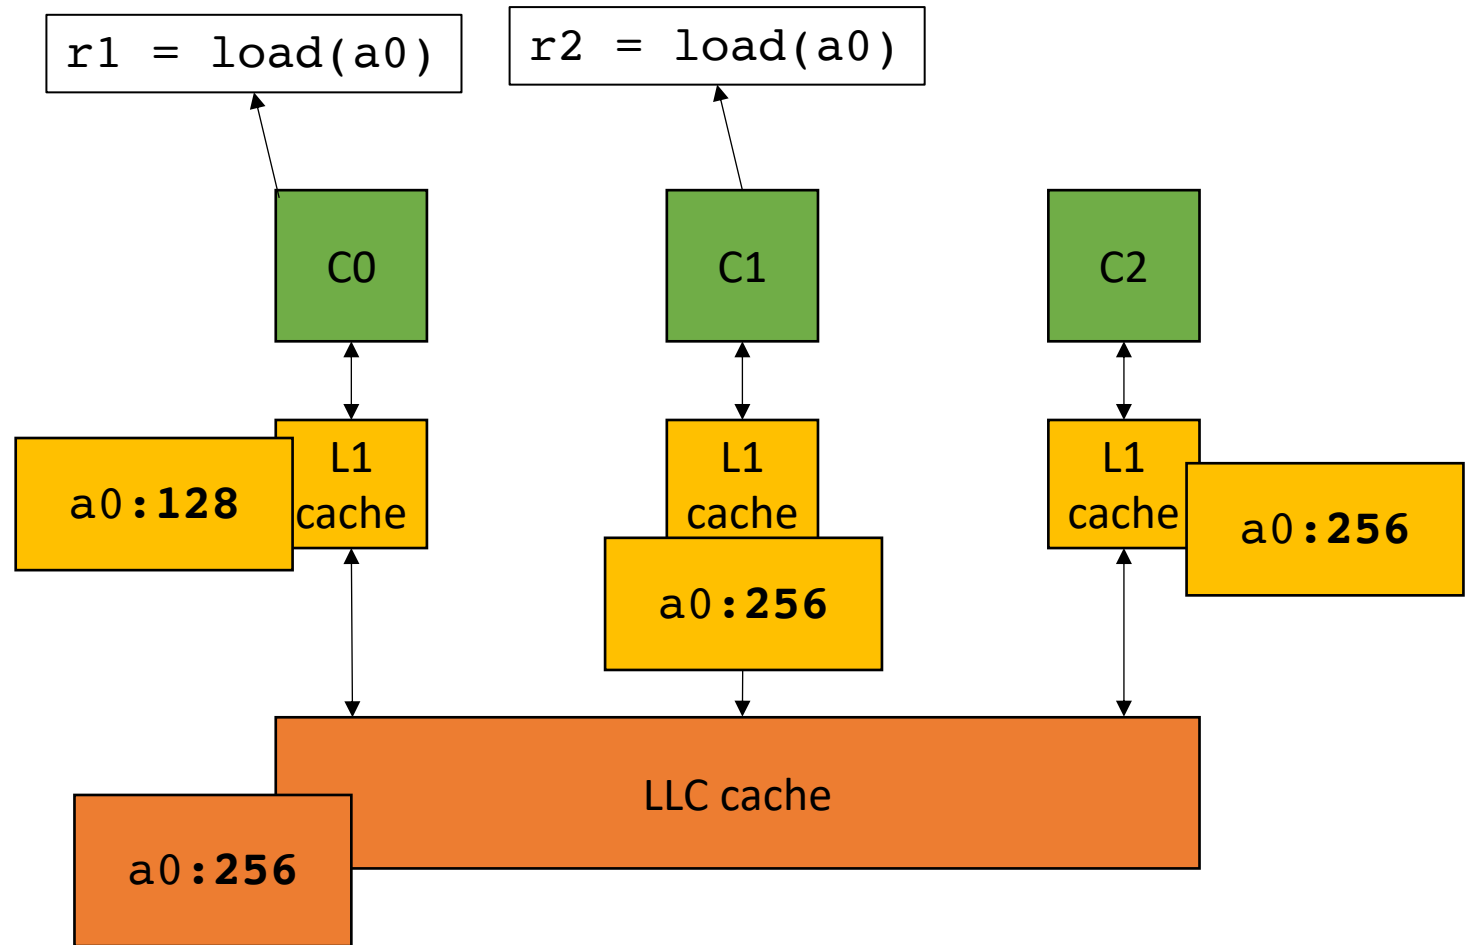 r1 = load(a0)
r2 = load(a0)
C0
C1
C2
L1
cache
L1
cache
L1
cache
a0:128
a0:256
a0:256
LLC cache
a0:256